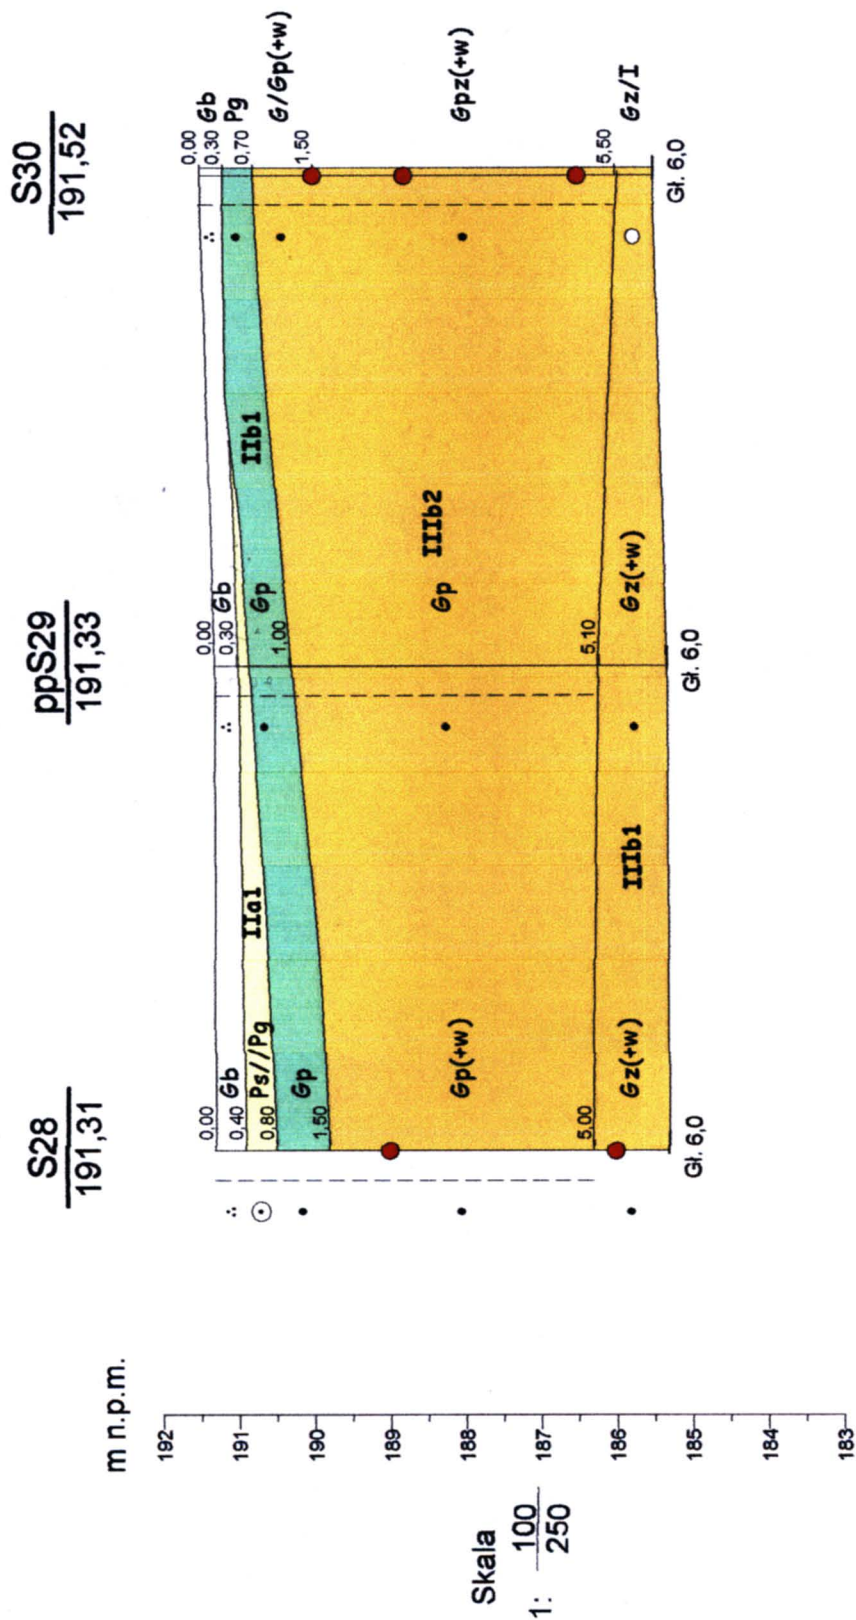 S28
191,31
ppS29
191,33
S30
191,52
m n.p.m.
192
191
190
189
188
187
186
185
184
183
Skala
1: 100
250
0,00
0,40
0,80
1,50
5,00
Gb
Ps//Pg
Gp
Gp(+w)
Gz(+w)
Gł. 6,0
IIa1
IIIb1
0,00
0,30
1,00
5,10
Gb
Gp
Gp
Gz(+w)
Gł. 6,0
IIb1
IIIb2
0,00
0,30
0,70
1,50
5,50
Gb
Pg
G/Gp(+w)
Gpz(+w)
Gz/I
Gł. 6,0